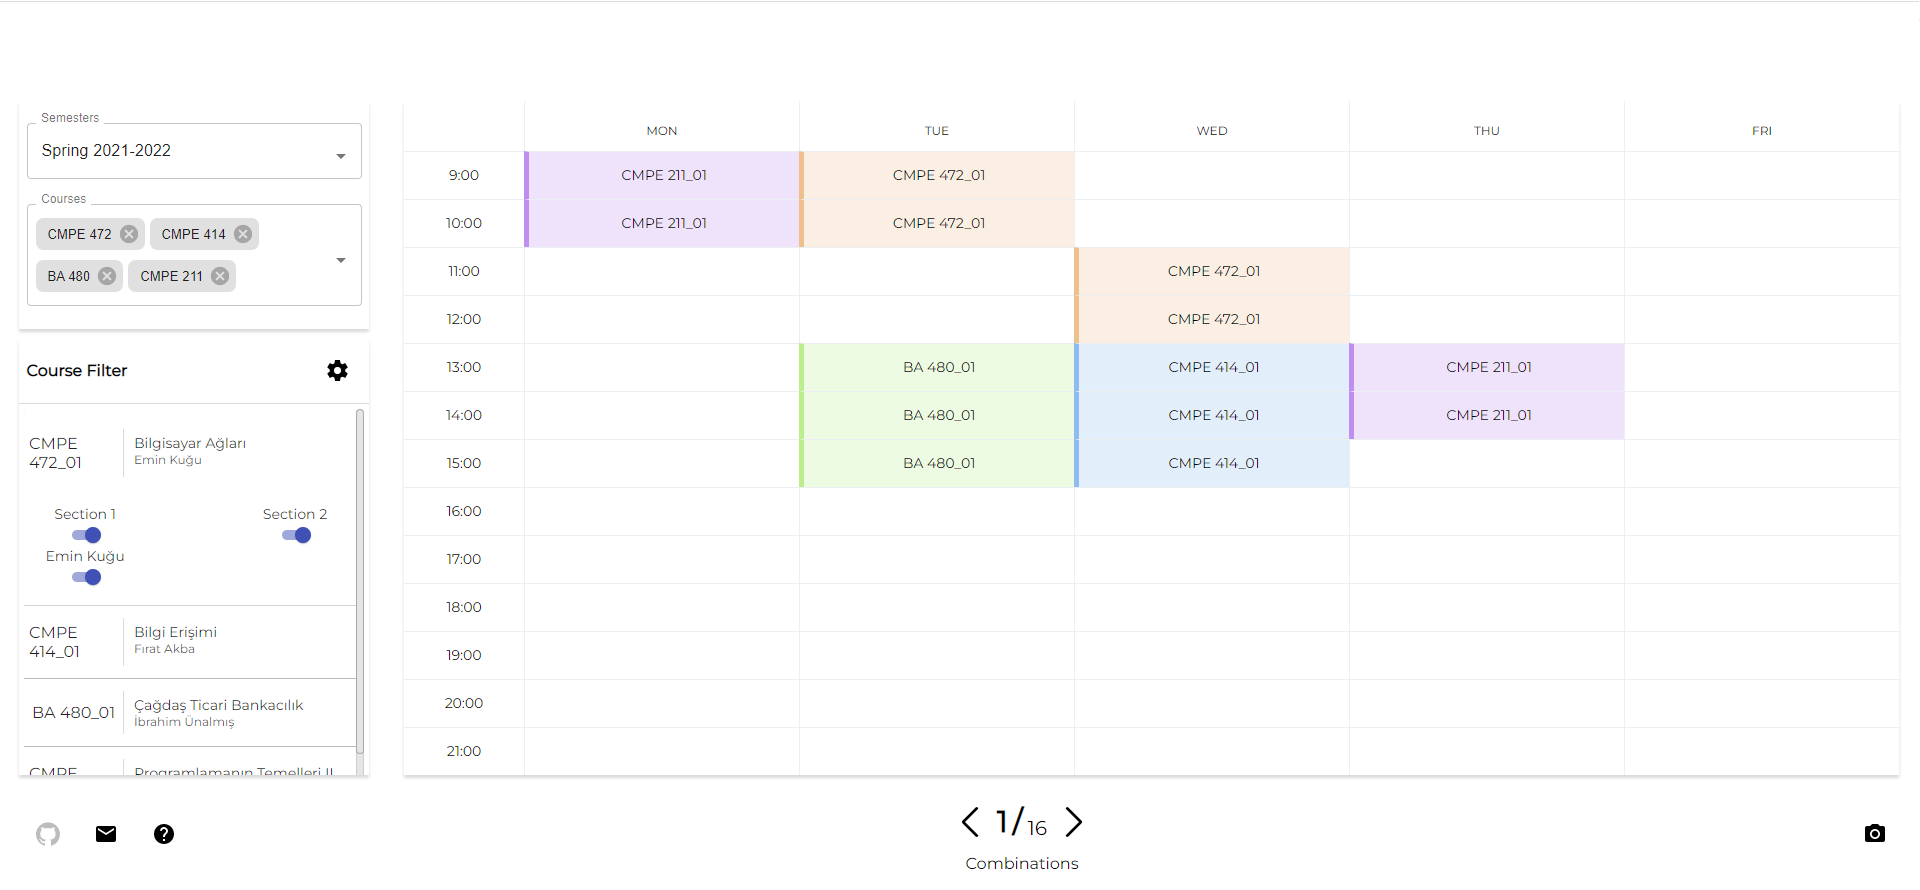 Semesters
Spring 2021-2022
Courses
CMPE 472
CMPE 414
BA 480
CMPE 211
Course Filter
CMPE
472_01
Bilgisayar Ağları
Emin Kuğu
Section 1
Section 2
Emin Kuğu
CMPE
414_01
Bilgi Erişimi
Fırat Akba
BA 480_01
Çağdaş Ticari Bankacılık
İbrahim Ünalmış
CMPE
Programlamanın Temelleri II
MON TUE WED THU FRI
9:00 CMPE 211_01 CMPE 472_01
10:00 CMPE 211_01 CMPE 472_01
11:00 CMPE 472_01
12:00 CMPE 472_01
13:00 BA 480_01 CMPE 414_01 CMPE 211_01
14:00 BA 480_01 CMPE 414_01 CMPE 211_01
15:00 BA 480_01 CMPE 414_01
16:00
17:00
18:00
19:00
20:00
21:00
1/16
Combinations